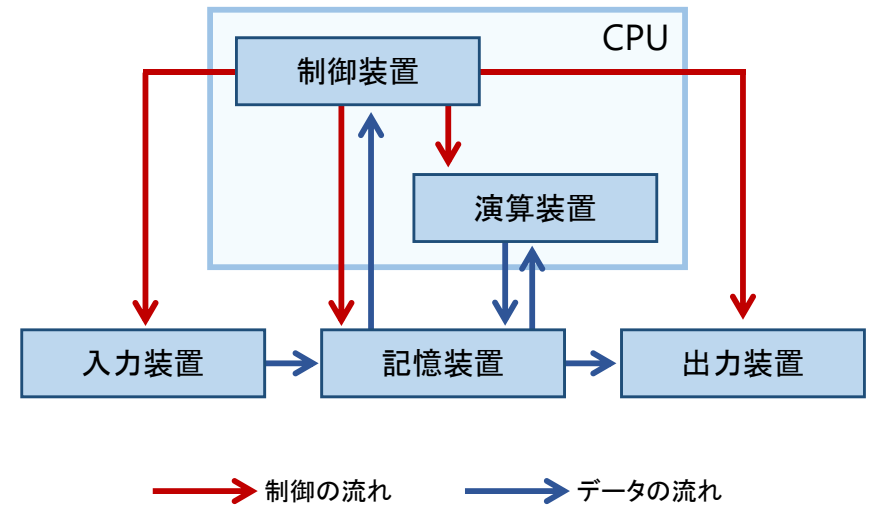 CPU
制御装置
演算装置
入力装置
記憶装置
出力装置
制御の流れ
データの流れ